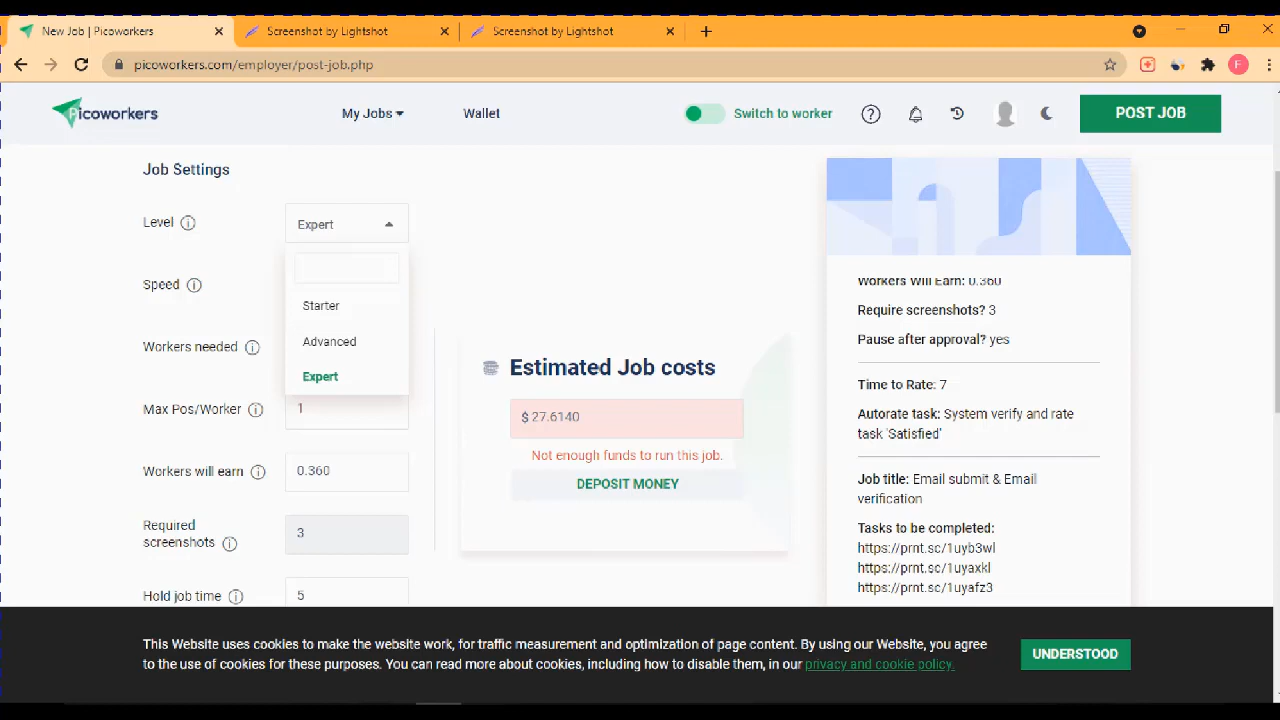 New Job | Picoworkers
Screenshot by Lightshot
Screenshot by Lightshot
picoworkers.com/employer/post-job.php
F
Picoworkers
My Jobs
Wallet
Switch to worker
POST JOB
Job Settings
Level
Expert
Starter
Advanced
Expert
Speed
Workers needed
Max Pos/Worker
1
Workers will earn
0.360
Required
screenshots
3
Hold job time
5
Estimated Job costs
$ 27.6140
Not enough funds to run this job.
DEPOSIT MONEY
Workers Will Earn: 0.360
Require screenshots? 3
Pause after approval? yes
Time to Rate: 7
Autorate task: System verify and rate
task 'Satisfied'
Job title: Email submit & Email
verification
Tasks to be completed:
https://prnt.sc/1uyb3wl
https://prnt.sc/1uyaxkl
https://prnt.sc/1uyafz3
This Website uses cookies to make the website work, for traffic measurement and optimization of page content. By using our Website, you agree
to the use of cookies for these purposes. You can read more about cookies, including how to disable them, in our privacy and cookie policy.
UNDERSTOOD